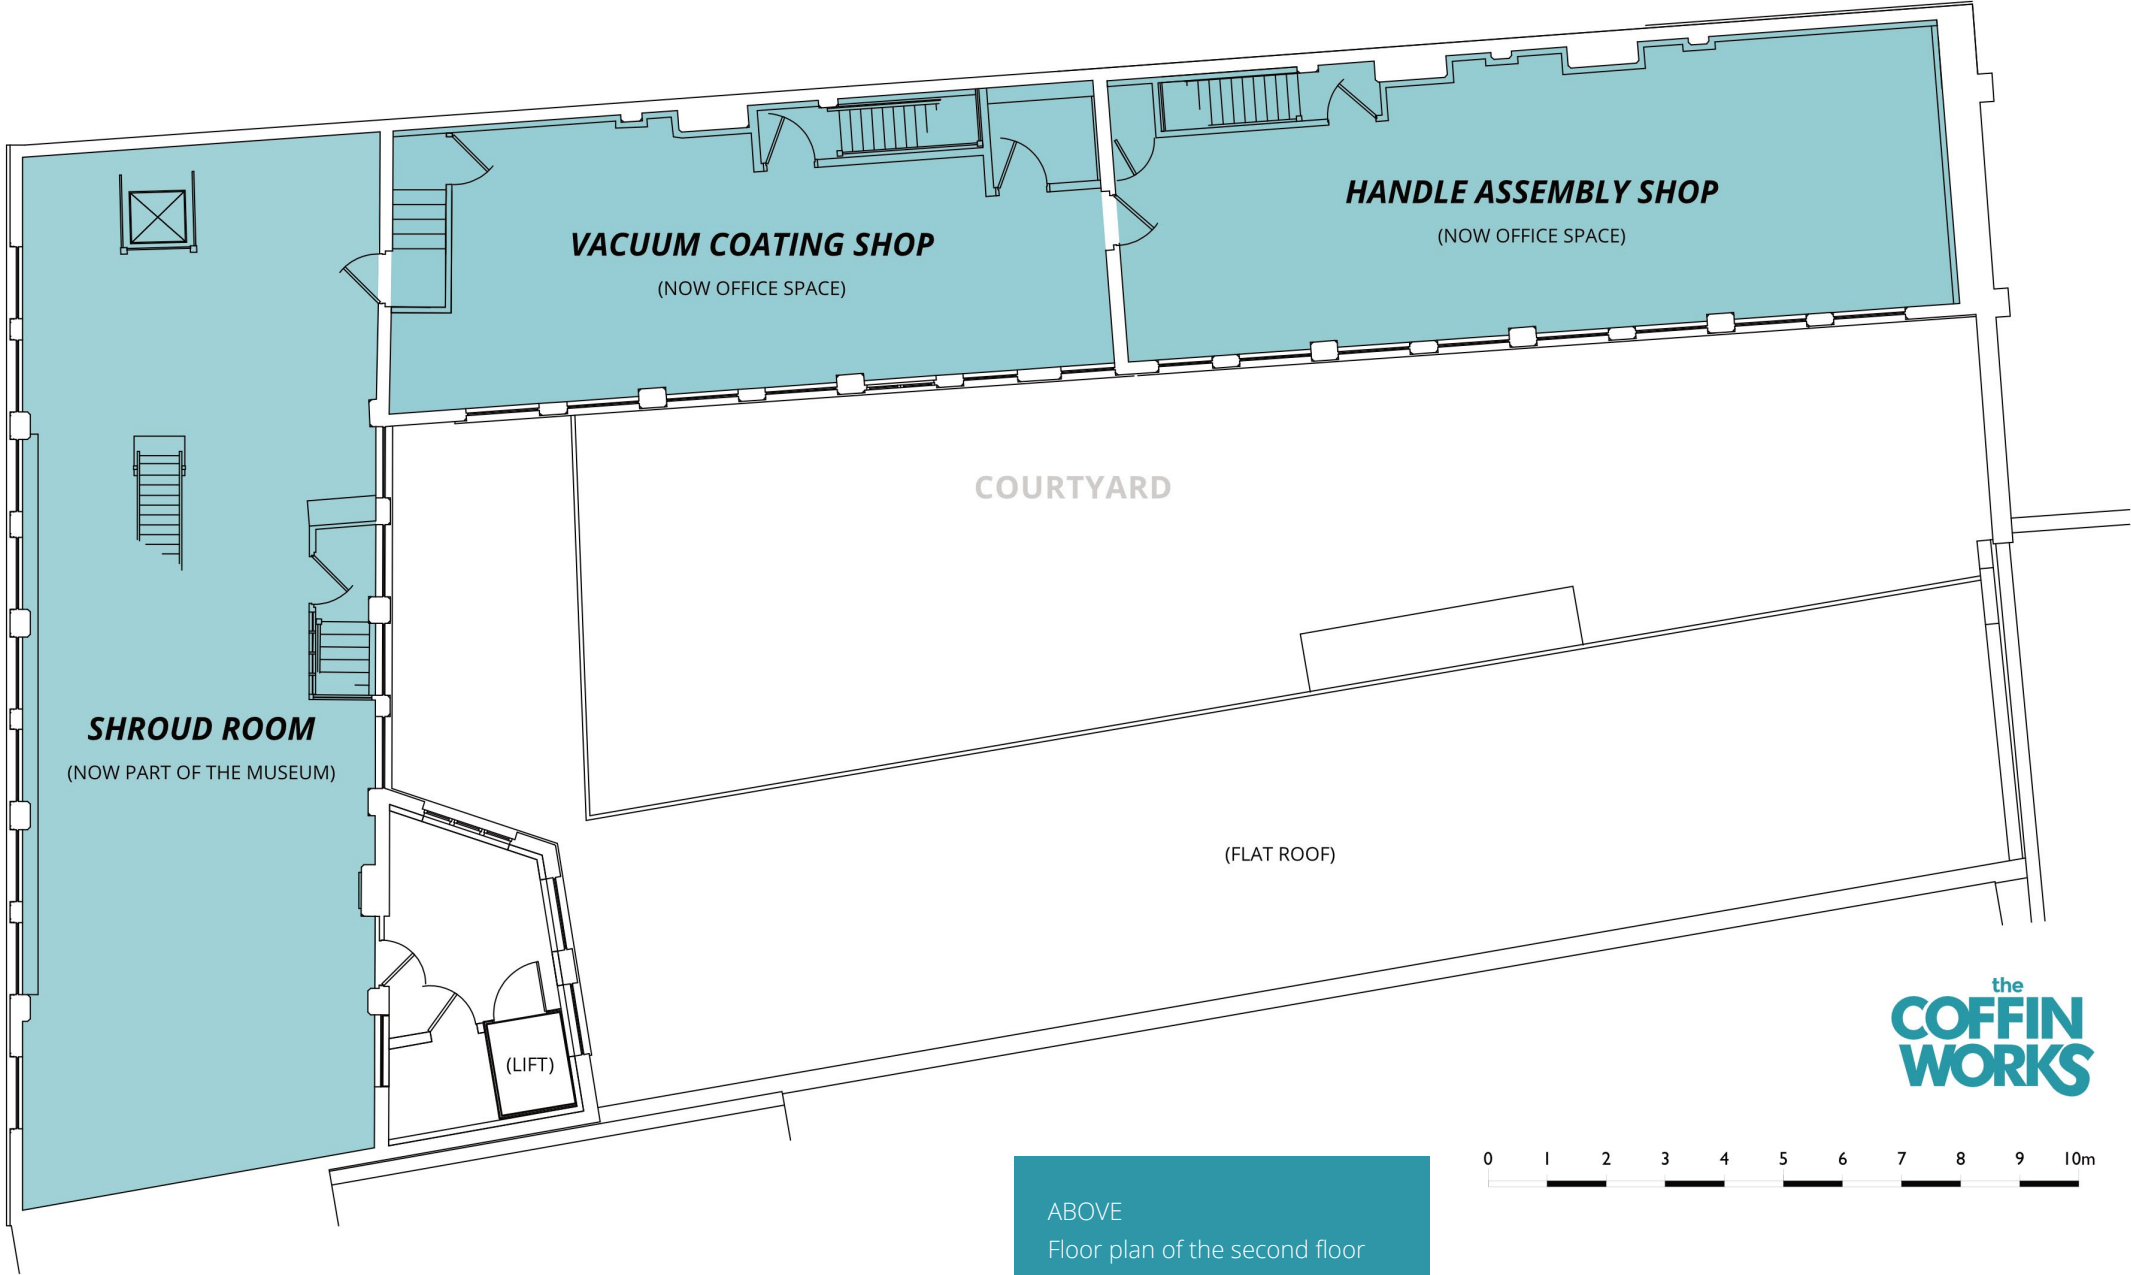 HANDLE ASSEMBLY SHOP
(NOW OFFICE SPACE)
VACUUM COATING SHOP
(NOW OFFICE SPACE)
COURTYARD
SHROUD ROOM
(NOW PART OF THE MUSEUM)
(FLAT ROOF)
(LIFT)
the
COFFIN
WORKS
0 1 2 3 4 5 6 7 8 9 10m
ABOVE
Floor plan of the second floor